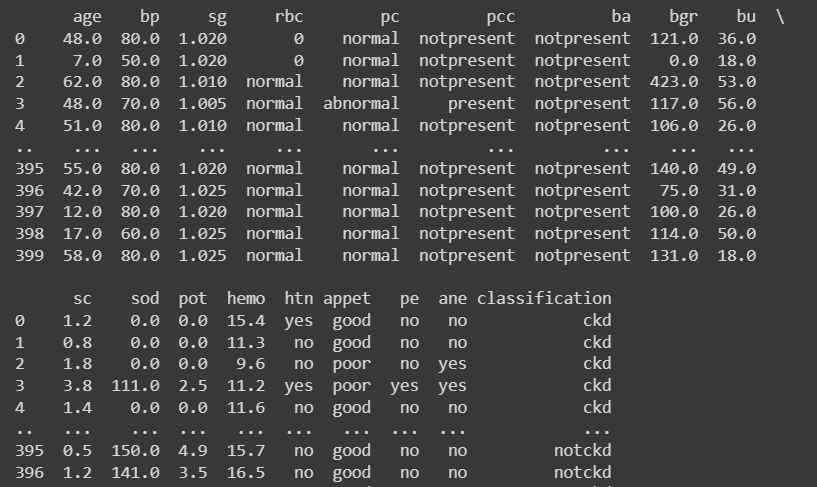 age bp sg rbc pc pcc ba bgr bu \
0 48.0 80.0 1.020 0 normal notpresent notpresent 121.0 36.0
1 7.0 50.0 1.020 0 normal notpresent notpresent 0.0 18.0
2 62.0 80.0 1.010 normal normal notpresent notpresent 423.0 53.0
3 48.0 70.0 1.005 normal abnormal present notpresent 117.0 56.0
4 51.0 80.0 1.010 normal normal notpresent notpresent 106.0 26.0
.. ... ... ... ... ... ... ... ... ...
395 55.0 80.0 1.020 normal normal notpresent notpresent 140.0 49.0
396 42.0 70.0 1.025 normal normal notpresent notpresent 75.0 31.0
397 12.0 80.0 1.020 normal normal notpresent notpresent 100.0 26.0
398 17.0 60.0 1.025 normal normal notpresent notpresent 114.0 50.0
399 58.0 80.0 1.025 normal normal notpresent notpresent 131.0 18.0
sc sod pot hemo htn appet pe ane classification
0 1.2 0.0 0.0 15.4 yes good no no ckd
1 0.8 0.0 0.0 11.3 no good no no ckd
2 1.8 0.0 0.0 9.6 no poor no yes ckd
3 3.8 111.0 2.5 11.2 yes poor yes yes ckd
4 1.4 0.0 0.0 11.6 no good no no ckd
.. ... ... ... ... ... ... ... ... ...
395 0.5 150.0 4.9 15.7 no good no no notckd
396 1.2 141.0 3.5 16.5 no good no no notckd